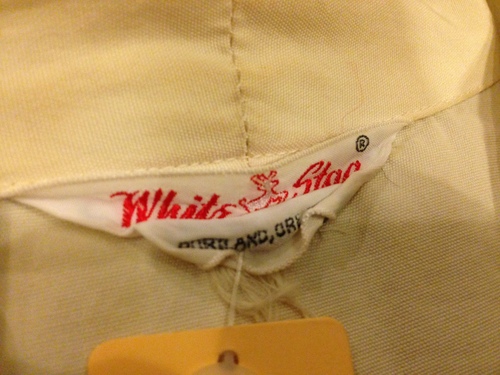 White Stag ®
PORTLAND, ORE